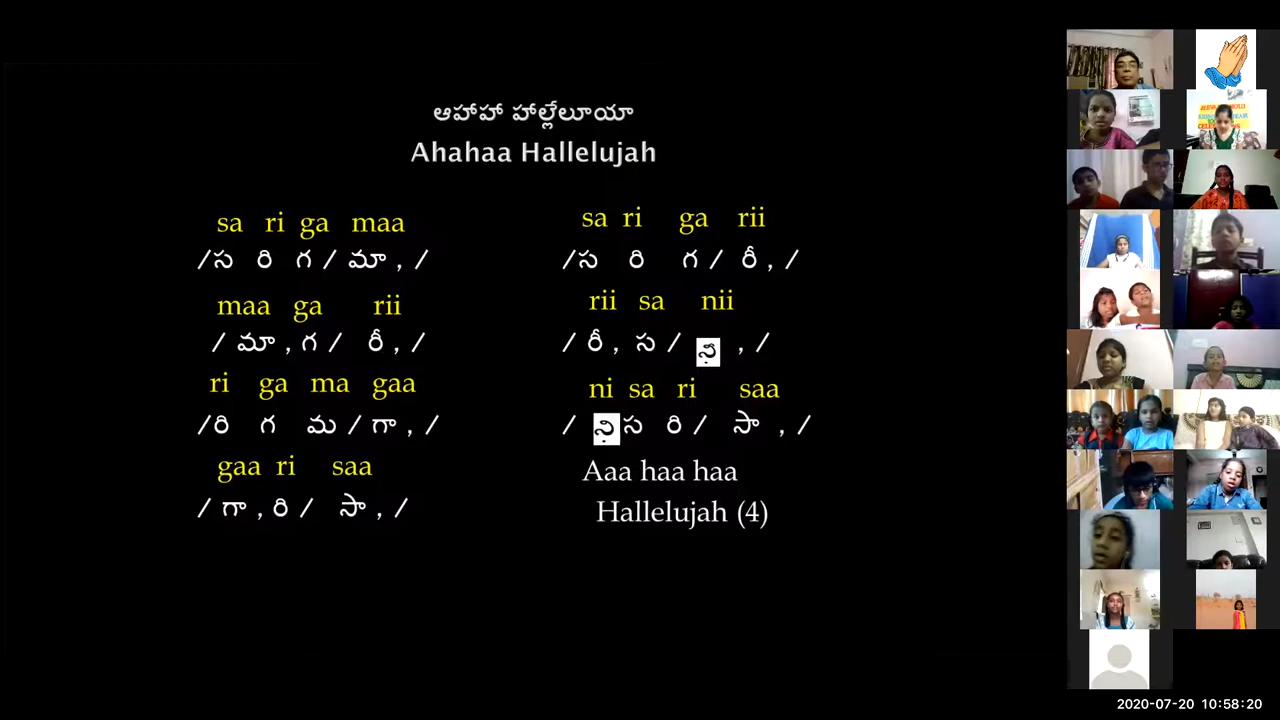 ఆహాహా హాల్లేలూయా
Ahahaa Hallelujah
sa ri ga maa
/స రి గ / మా , /
maa ga rii
/ మా , గ / రీ , /
ri ga ma gaa
/రి గ మ / గా , /
gaa ri saa
/ గా , రి / సా , /
sa ri ga rii
/స రి గ / రీ , /
rii sa nii
/ రీ , స / నీ̣ , /
ni sa ri saa
/ ని̣ స రి / సా , /
Aaa haa haa
Hallelujah (4)
2020-07-20 10:58:20